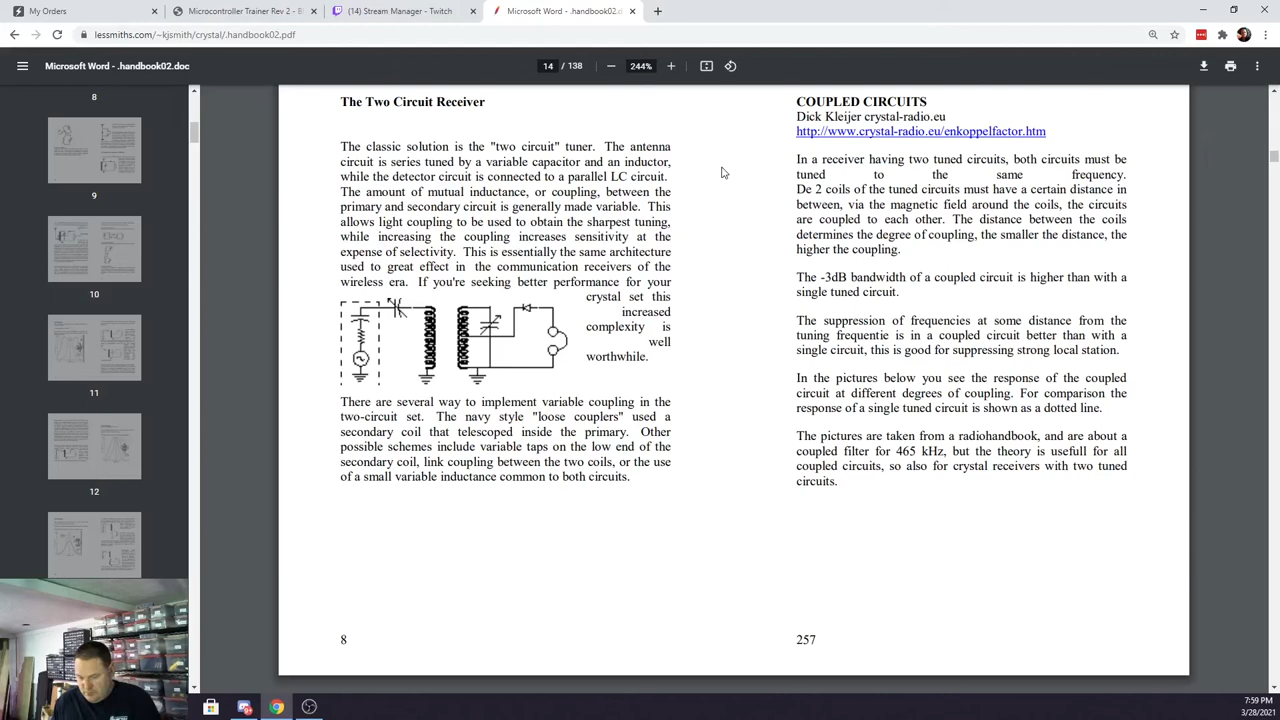 My Orders
Microcontroller Trainer Rev 2 - B
(14) Stream Manager - Twitch
Microsoft Word - .handbook02.d
lessmiths.com/~kjsmith/crystal/.handbook02.pdf
Microsoft Word - .handbook02.doc
14 / 138
244%
8
9
10
11
12
The Two Circuit Receiver
The classic solution is the "two circuit" tuner. The antenna
circuit is series tuned by a variable capacitor and an inductor,
while the detector circuit is connected to a parallel LC circuit.
The amount of mutual inductance, or coupling, between the
primary and secondary circuit is generally made variable. This
allows light coupling to be used to obtain the sharpest tuning,
while increasing the coupling increases sensitivity at the
expense of selectivity. This is essentially the same architecture
used to great effect in the communication receivers of the
wireless era. If you're seeking better performance for your
crystal set this
increased
complexity is
well
worthwhile.
There are several way to implement variable coupling in the
two-circuit set. The navy style "loose couplers" used a
secondary coil that telescoped inside the primary. Other
possible schemes include variable taps on the low end of the
secondary coil, link coupling between the two coils, or the use
of a small variable inductance common to both circuits.
8
COUPLED CIRCUITS
Dick Kleijer crystal-radio.eu
http://www.crystal-radio.eu/enkoppelfactor.htm
In a receiver having two tuned circuits, both circuits must be
tuned to the same frequency.
De 2 coils of the tuned circuits must have a certain distance in
between, via the magnetic field around the coils, the circuits
are coupled to each other. The distance between the coils
determines the degree of coupling, the smaller the distance, the
higher the coupling.
The -3dB bandwidth of a coupled circuit is higher than with a
single tuned circuit.
The suppression of frequencies at some distance from the
tuning frequentie is in a coupled circuit better than with a
single circuit, this is good for suppressing strong local station.
In the pictures below you see the response of the coupled
circuit at different degrees of coupling. For comparison the
response of a single tuned circuit is shown as a dotted line.
The pictures are taken from a radiohandbook, and are about a
coupled filter for 465 kHz, but the theory is usefull for all
coupled circuits, so also for crystal receivers with two tuned
circuits.
257
7:59 PM
3/28/2021